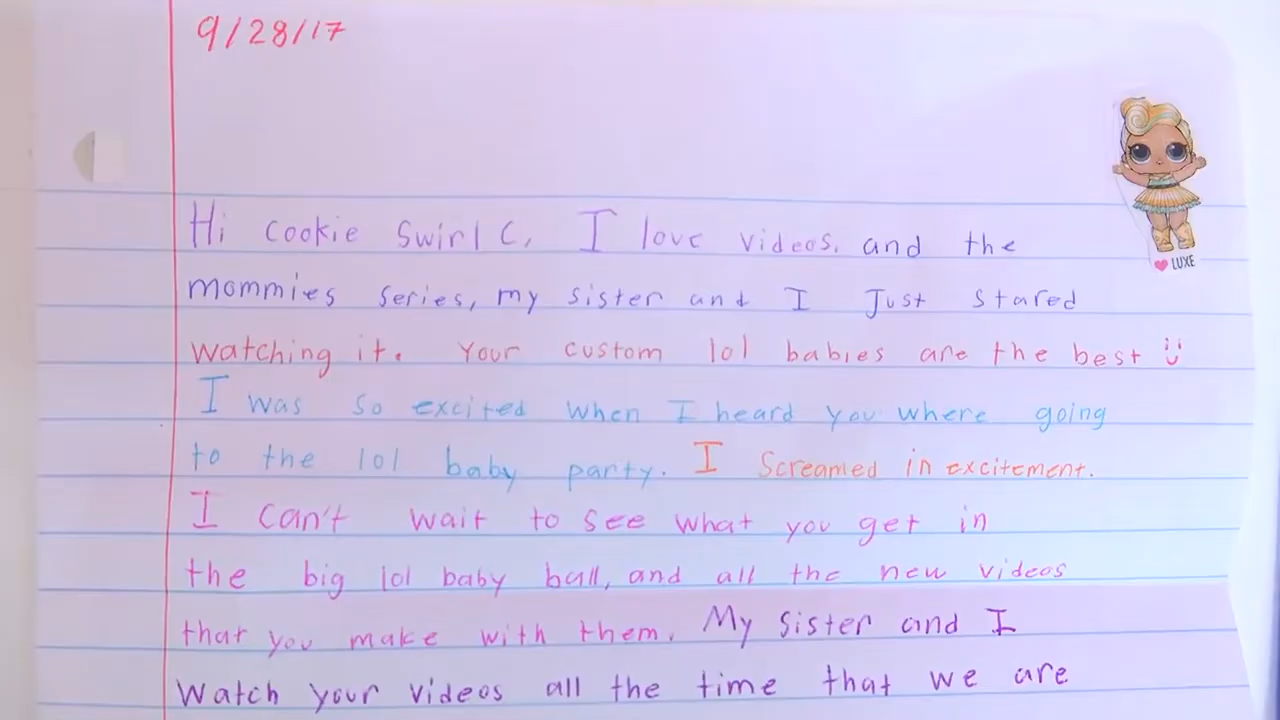 9/28/17
Hi Cookie Swirl C, I love videos. and the
mommies series, my sister and I Just stared
watching it. Your custom lol babies are the best
I was so excited when I heard you where going
to the lol baby party. I Screamed in excitement.
I can't wait to see what you get in
the big lol baby ball, and all the new videos
that you make with them. My sister and I
Watch your videos all the time that we are
LUXE